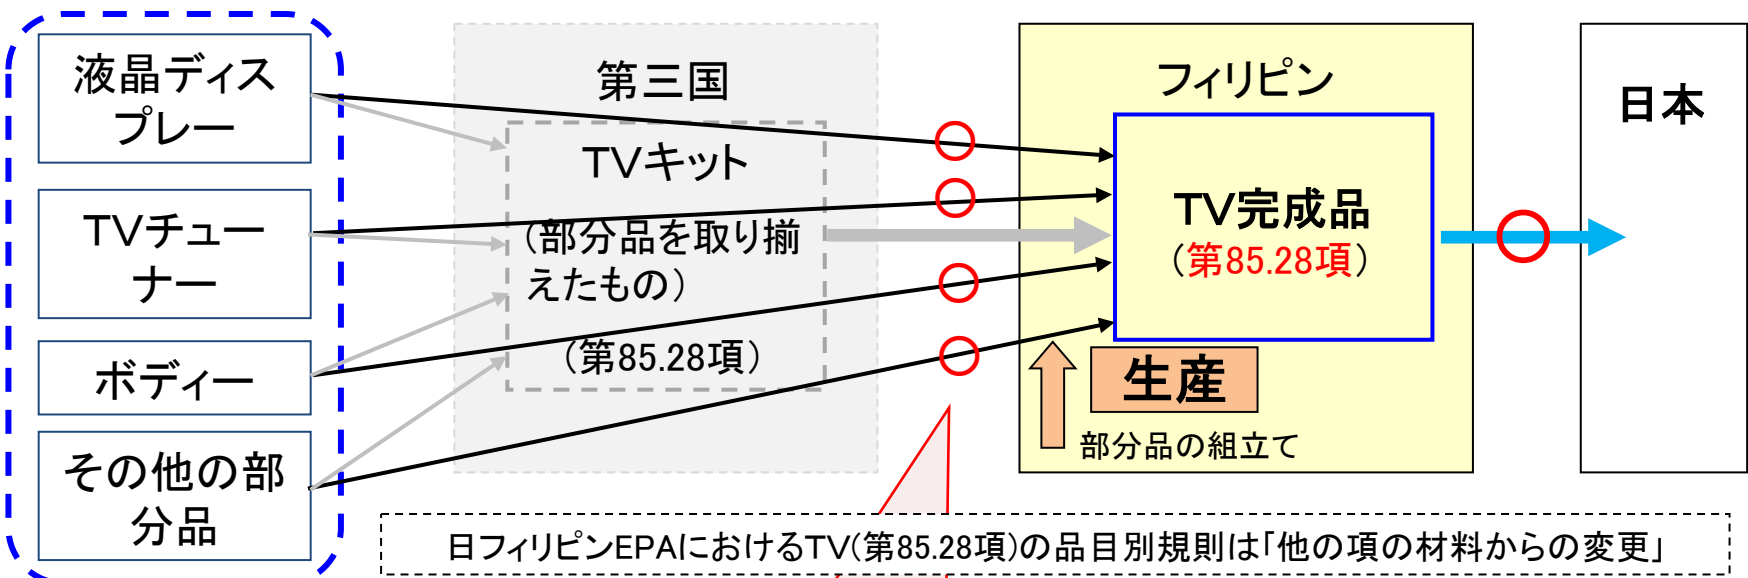 液晶ディス
プレー
TVチュー
ナー
ボディー
その他の部
分品
第三国
TVキット
（部分品を取り揃
えたもの）
（第85.28項）
フィリピン
TV完成品
（第85.28項）
生産
部分品の組立て
日本
日フィリピンEPAにおけるTV(第85.28項)の品目別規則は「他の項の材料からの変更」